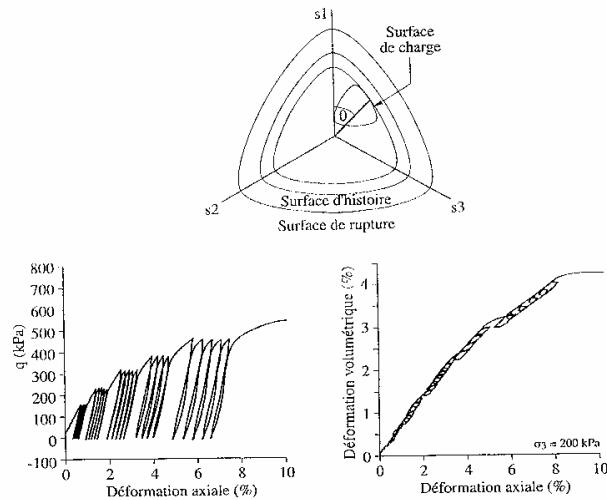 s1
Surface
de charge
0
s2
s3
Surface d'histoire
Surface de rupture
q (kPa)
800
700
600
500
400
300
200
100
0
-100
0
2
4
6
8
10
Déformation axiale (%)
Déformation volumétrique (%)
4
3
2
1
0
σ3 = 200 kPa
0
2
4
6
8
10
Déformation axiale (%)